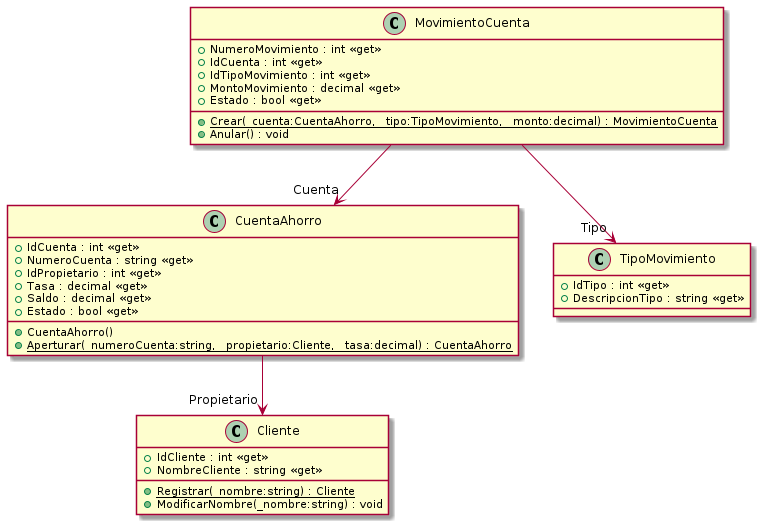 C MovimientoCuenta
NumeroMovimiento : int «get»
IdCuenta : int «get»
IdTipoMovimiento : int «get»
MontoMovimiento : decimal «get»
Estado : bool «get»
Crear(_cuenta:CuentaAhorro, _tipo:TipoMovimiento, _monto:decimal) : MovimientoCuenta
Anular() : void
Cuenta
Tipo
C CuentaAhorro
IdCuenta : int «get»
NumeroCuenta : string «get»
IdPropietario : int «get»
Tasa : decimal «get»
Saldo : decimal «get»
Estado : bool «get»
CuentaAhorro()
Aperturar(_numeroCuenta:string, _propietario:Cliente, _tasa:decimal) : CuentaAhorro
C TipoMovimiento
IdTipo : int «get»
DescripcionTipo : string «get»
Propietario
C Cliente
IdCliente : int «get»
NombreCliente : string «get»
Registrar(_nombre:string) : Cliente
ModificarNombre(_nombre:string) : void